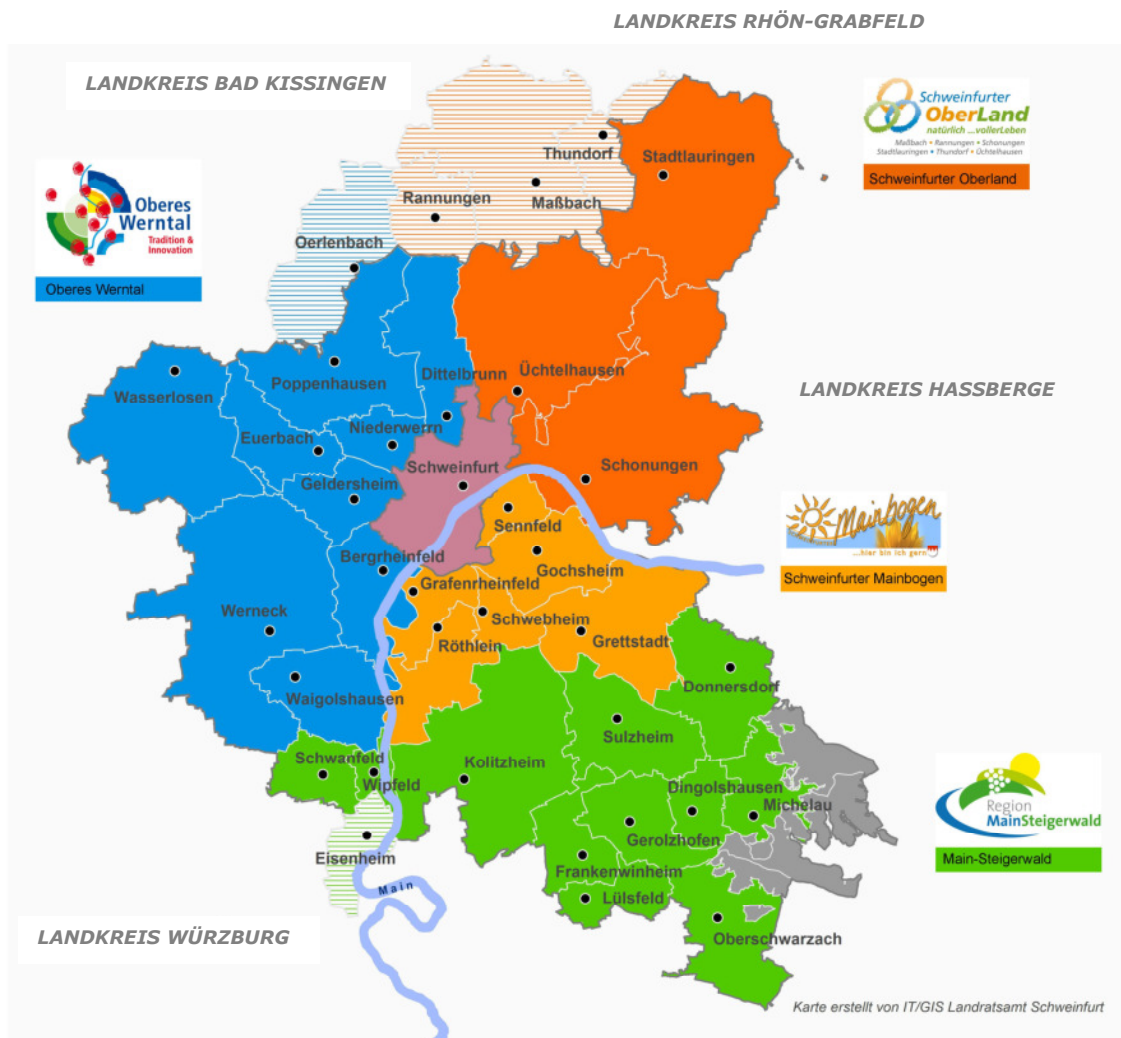 LANDKREIS RHÖN-GRABFELD
LANDKREIS BAD KISSINGEN
Schweinfurter
OberLand
natürlich ...vollerLeben
Maßbach • Rannungen • Schonungen
Stadtlauringen • Thundorf • Üchtelhausen
Schweinfurter Oberland
Thundorf
Stadtlauringen
Rannungen
Maßbach
Oberes
Werntal
Tradition &
Innovation
Oberes Werntal
Oerlenbach
Wasserlosen
Poppenhausen
Dittelbrunn
Üchtelhausen
LANDKREIS HASSBERGE
Euerbach
Niederwerrn
Geldersheim
Schweinfurt
Schonungen
Sennfeld
Mainbogen
...hier bin ich gern
Schweinfurter Mainbogen
Bergrheinfeld
Gochsheim
Grafenrheinfeld
Werneck
Schwebheim
Röthlein
Grettstadt
Waigolshausen
Donnersdorf
Sulzheim
Schwanfeld
Wipfeld
Kolitzheim
Dingolshausen
Michelau
Gerolzhofen
Region
MainSteigerwald
Main-Steigerwald
Eisenheim
Frankenwinheim
Main
Lülsfeld
Oberschwarzach
LANDKREIS WÜRZBURG
Karte erstellt von IT/GIS Landratsamt Schweinfurt